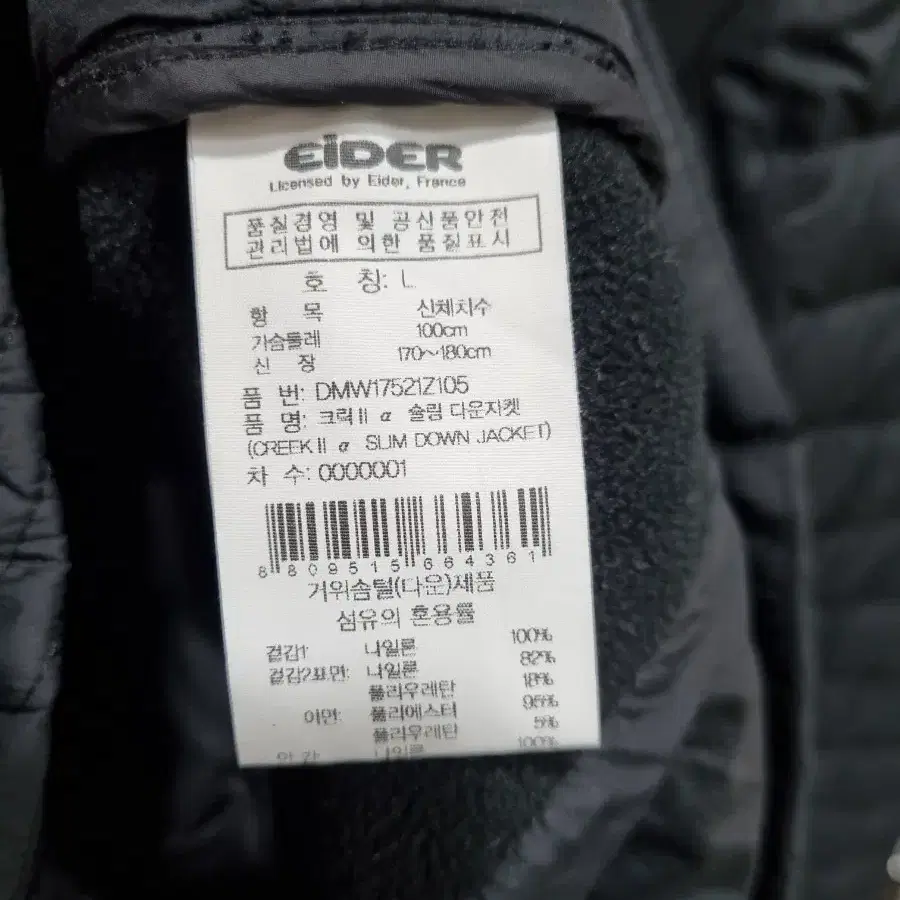 EiDER
Licensed by Eider, France
품질경영 및 공산품안전
관리법에 의한 품질표시
호 칭: L
항 목 신체치수
가슴둘레 100cm
신 장 170~180cm
품 번: DMW17521Z105
품 명: 크릭II α 슬림 다운자켓
(CREEK II α SLIM DOWN JACKET)
차 수: 0000001
8809515664361
거위솜털(다운)제품
섬유의 혼용률
겉감1: 나일론 100%
겉감2표면: 나일론 82%
폴리우레탄 18%
이면: 폴리에스터 95%
폴리우레탄 5%
안 감 나일론 100%